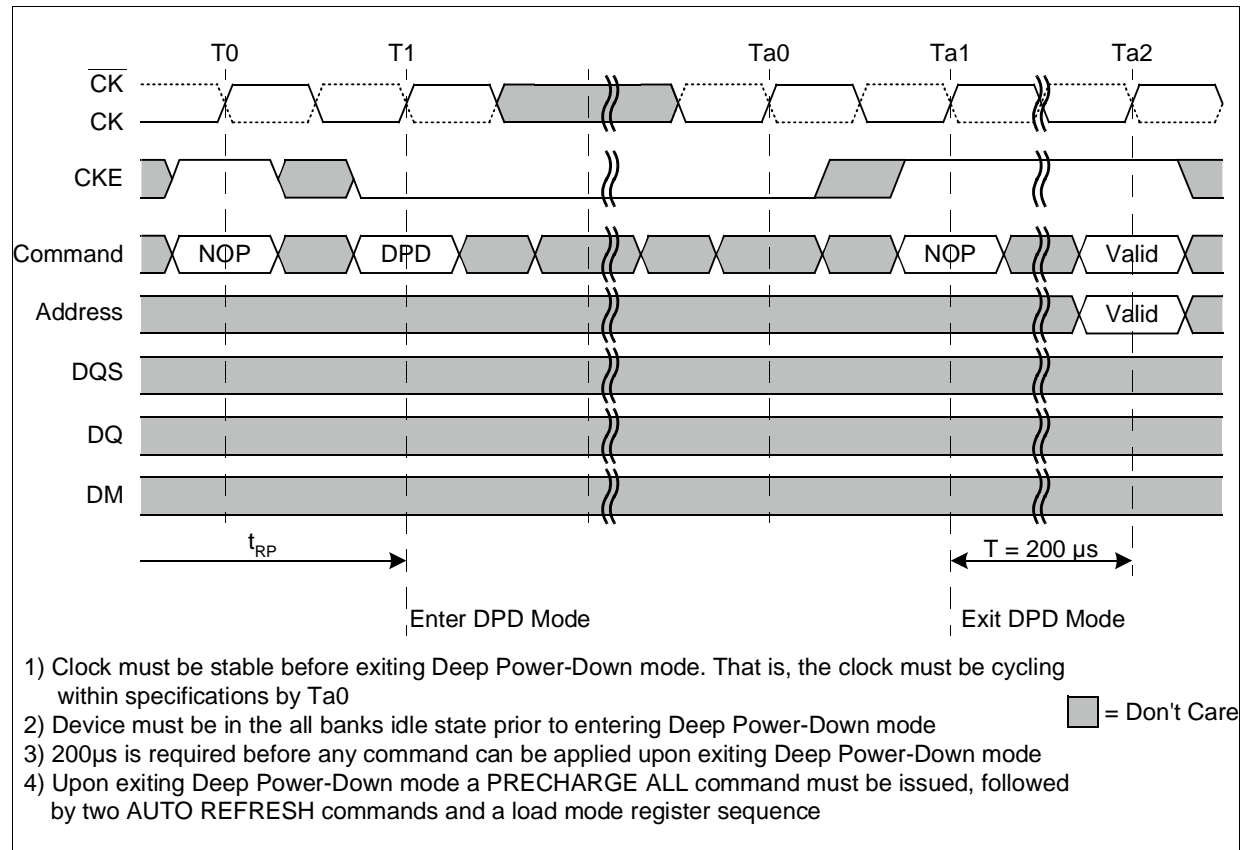 T0 T1 Ta0 Ta1 Ta2
CK
CK
CKE
Command NOP DPD NOP Valid
Address Valid
DQS
DQ
DM
tRP T = 200 µs
Enter DPD Mode Exit DPD Mode
1) Clock must be stable before exiting Deep Power-Down mode. That is, the clock must be cycling
within specifications by Ta0
= Don't Care
2) Device must be in the all banks idle state prior to entering Deep Power-Down mode
3) 200µs is required before any command can be applied upon exiting Deep Power-Down mode
4) Upon exiting Deep Power-Down mode a PRECHARGE ALL command must be issued, followed
by two AUTO REFRESH commands and a load mode register sequence